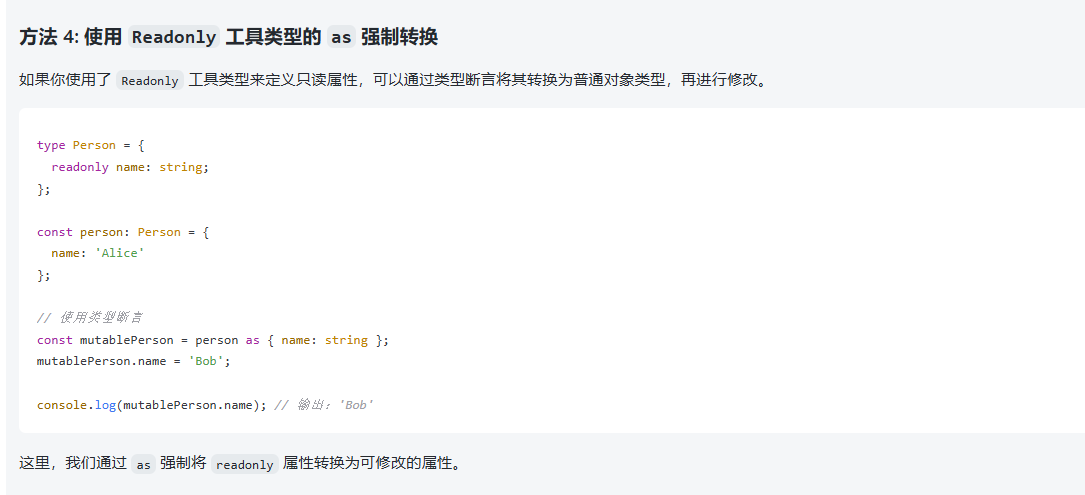 方法 4: 使用 Readonly 工具类型的 as 强制转换
如果你使用了 Readonly 工具类型来定义只读属性，可以通过类型断言将其转换为普通对象类型，再进行修改。
type Person = {
  readonly name: string;
};
const person: Person = {
  name: 'Alice'
};
// 使用类型断言
const mutablePerson = person as { name: string };
mutablePerson.name = 'Bob';
console.log(mutablePerson.name); // 输出：'Bob'
这里，我们通过 as 强制将 readonly 属性转换为可修改的属性。